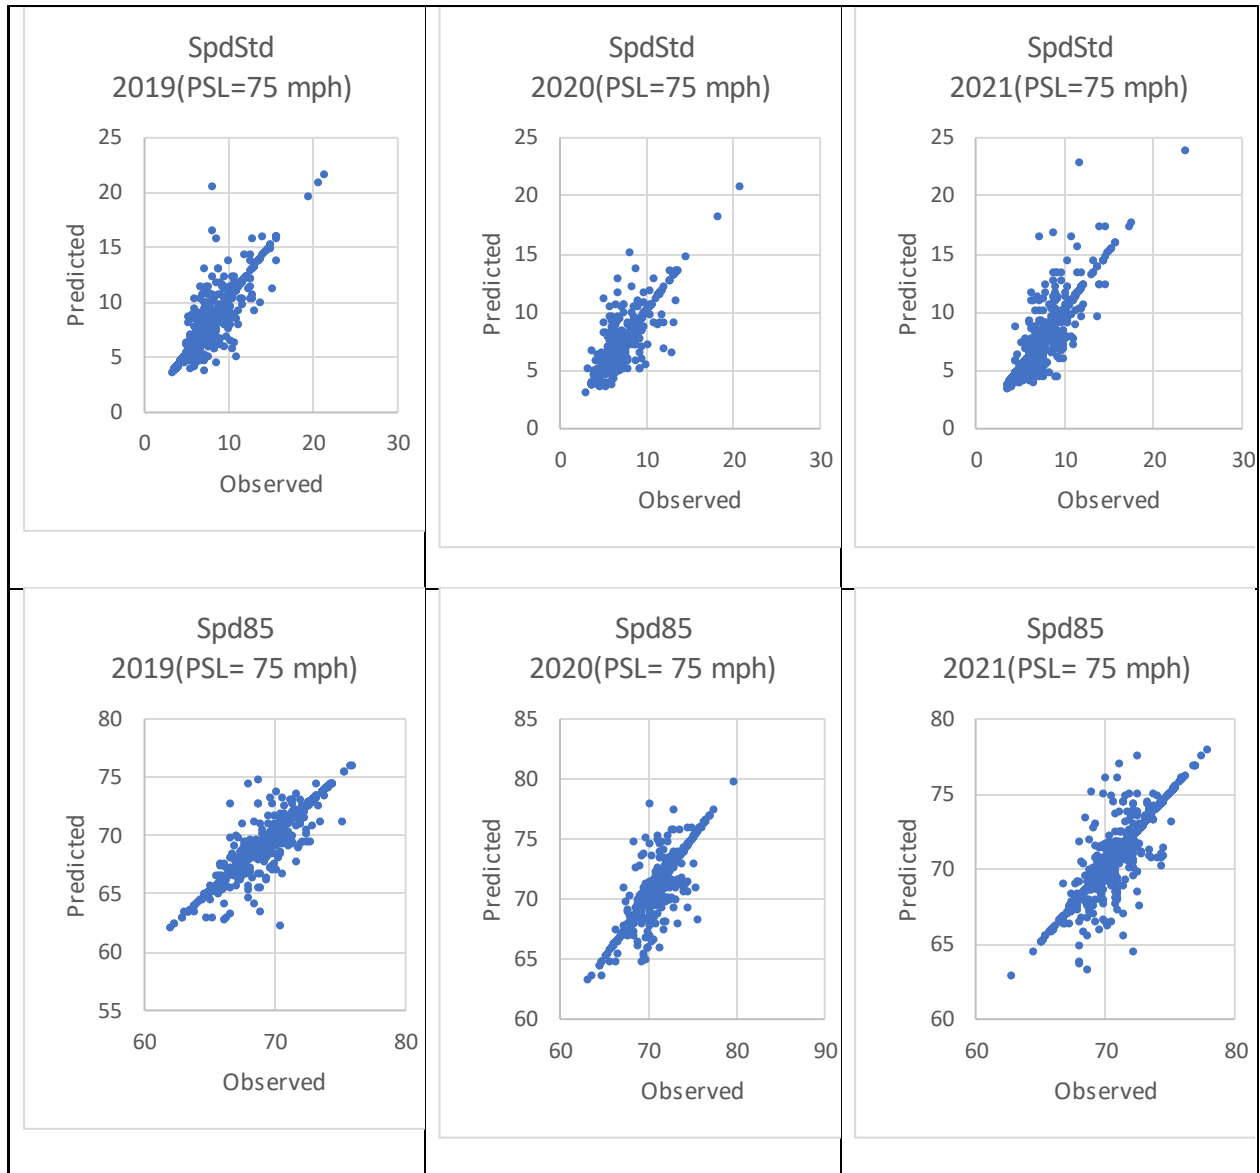 SpdStd
2019(PSL=75 mph)
25
20
15
10
5
0
0 10 20 30
Predicted
Observed
SpdStd
2020(PSL=75 mph)
25
20
15
10
5
0
0 10 20 30
Predicted
Observed
SpdStd
2021(PSL=75 mph)
25
20
15
10
5
0
0 10 20 30
Predicted
Observed
Spd85
2019(PSL= 75 mph)
80
75
70
65
60
55
60 70 80
Predicted
Observed
Spd85
2020(PSL= 75 mph)
85
80
75
70
65
60
60 70 80 90
Predicted
Observed
Spd85
2021(PSL= 75 mph)
80
75
70
65
60
60 70 80
Predicted
Observed